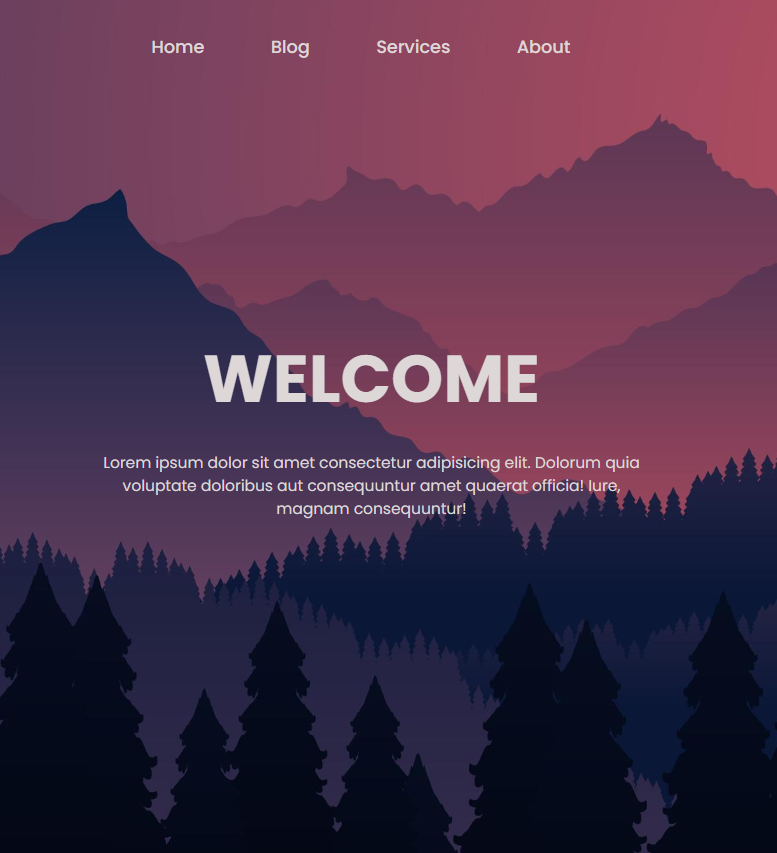 Home Blog Services About
WELCOME
Lorem ipsum dolor sit amet consectetur adipisicing elit. Dolorum quia
voluptate doloribus aut consequuntur amet quaerat officia! Iure,
magnam consequuntur!